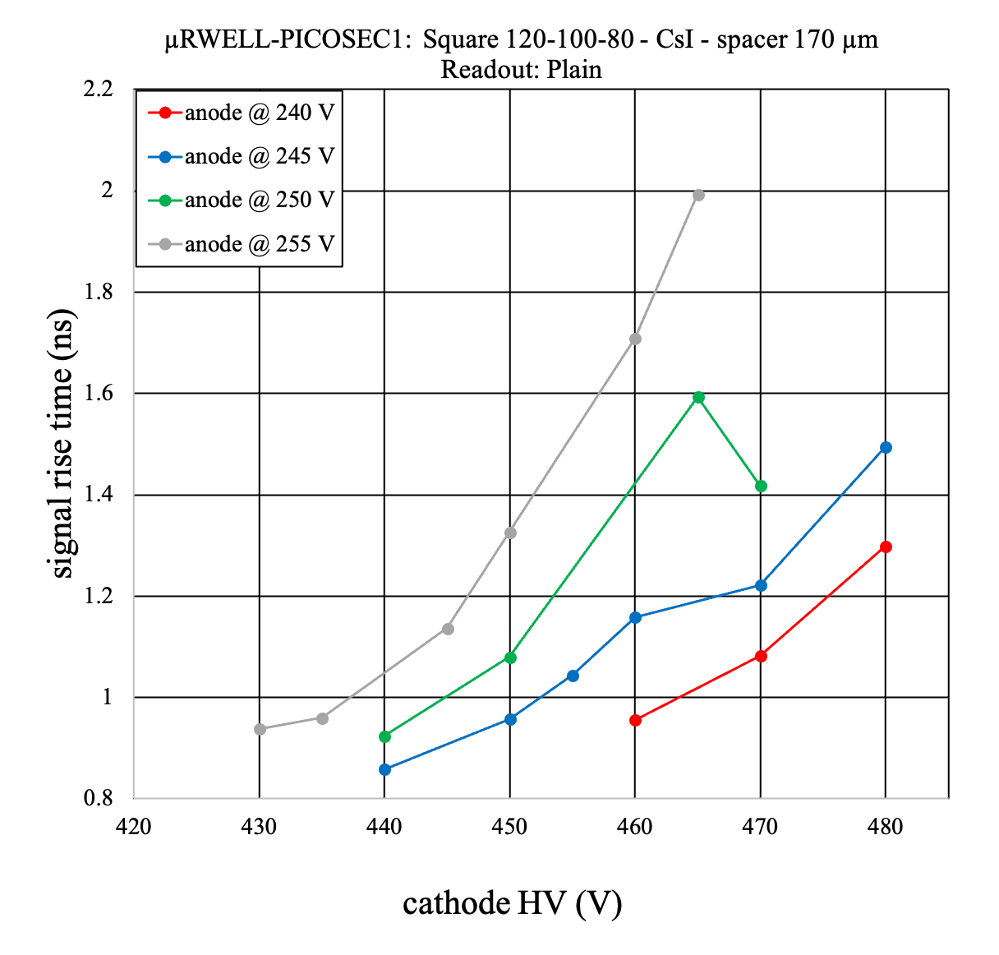 µRWELL-PICOSEC1: Square 120-100-80 - CsI - spacer 170 µm
Readout: Plain
anode @ 240 V
anode @ 245 V
anode @ 250 V
anode @ 255 V
signal rise time (ns)
2.2
2
1.8
1.6
1.4
1.2
1
0.8
420 430 440 450 460 470 480
cathode HV (V)